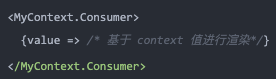 <MyContext.Consumer>
{value => /* 基于 context 值进行渲染*/}
</MyContext.Consumer>